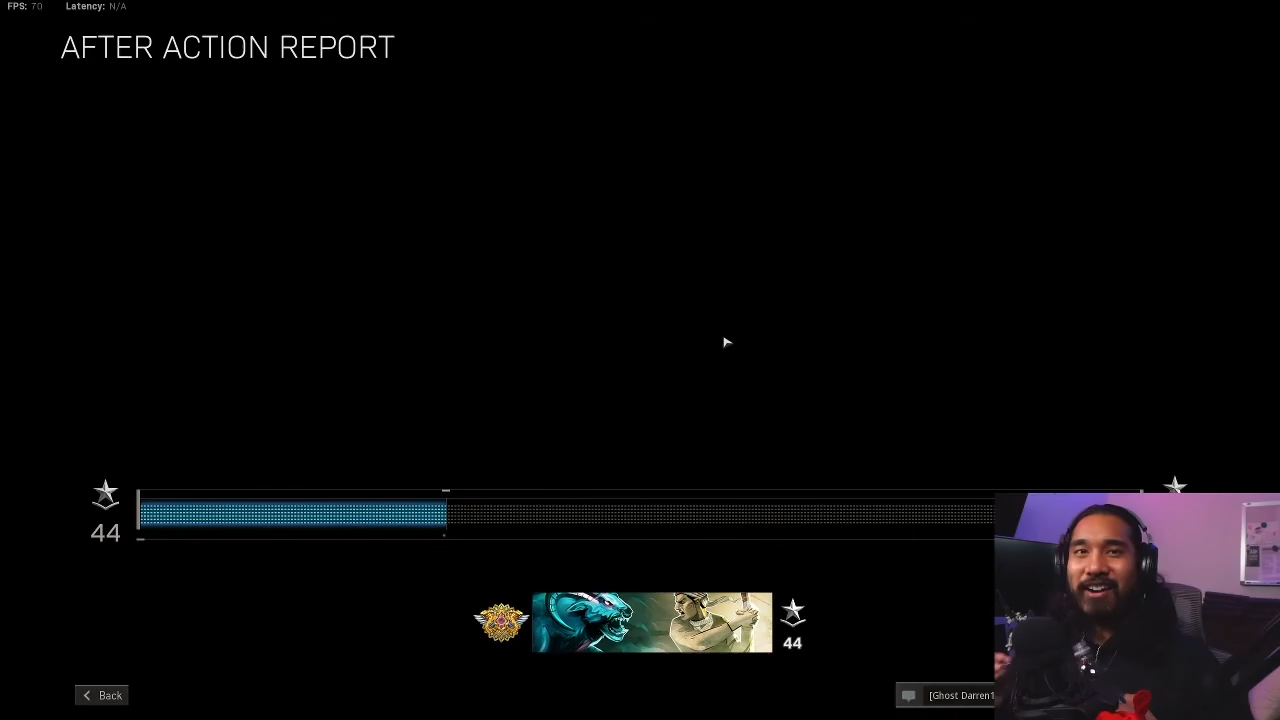 FPS: 70 Latency: N/A
AFTER ACTION REPORT
44
44
Back
[Ghost Darren1